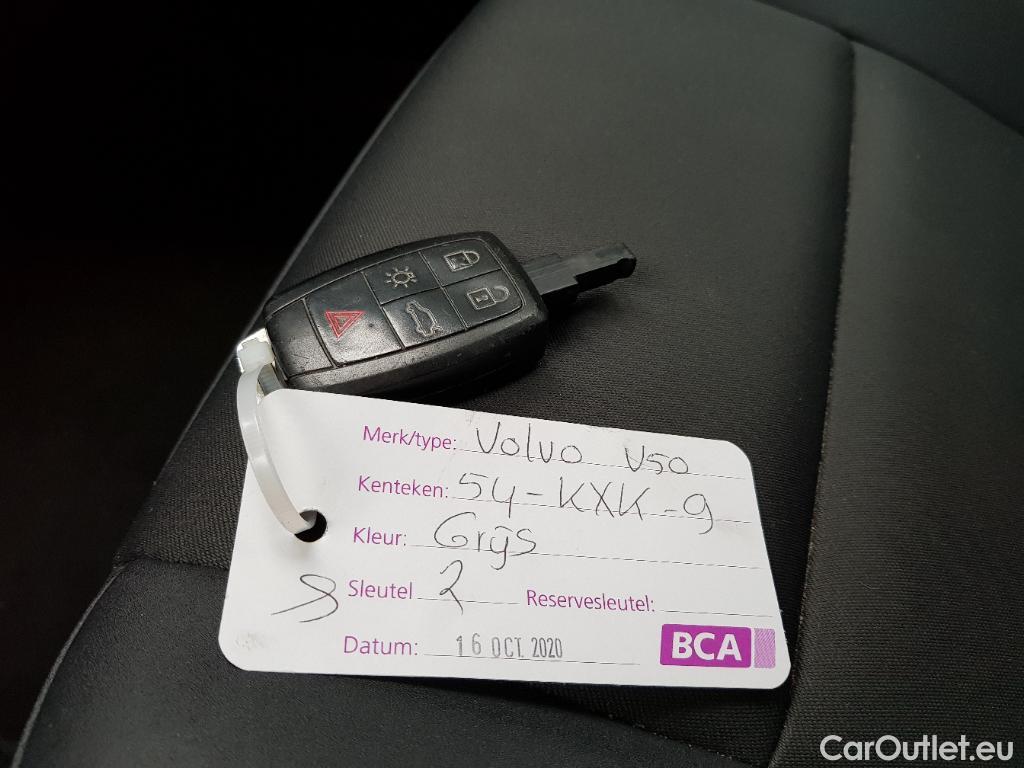 Merk/type: Volvo V50
Kenteken: 54-KXK-9
Kleur: Grijs
Sleutel 2 Reservesleutel:
Datum: 16 OCT. 2020
BCA
CarOutlet.eu